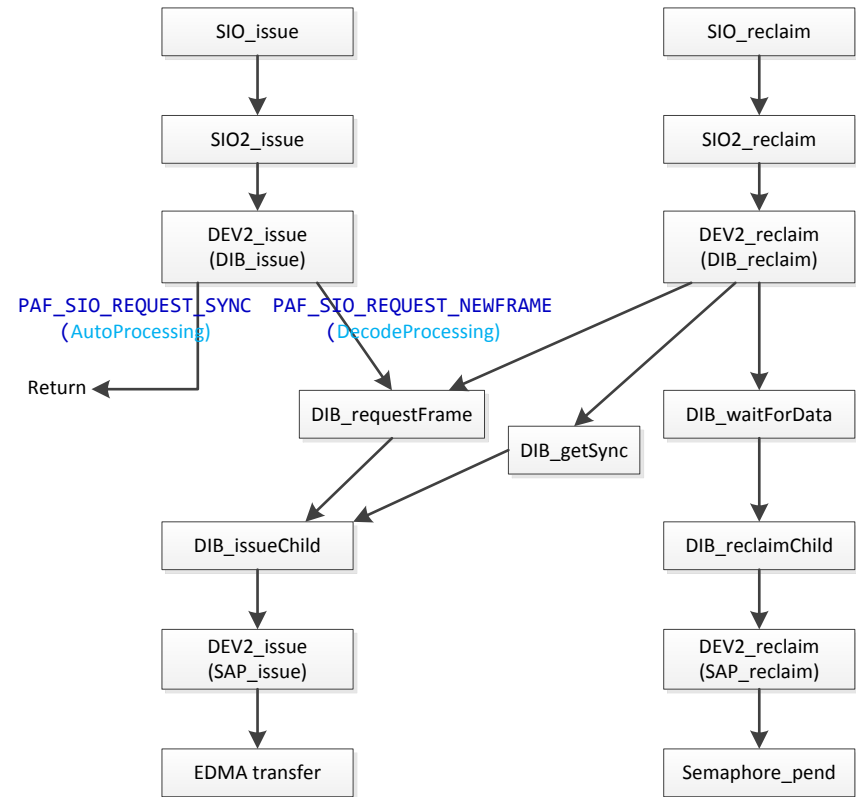 SIO_issue
SIO_reclaim
SIO2_issue
SIO2_reclaim
DEV2_issue
(DIB_issue)
DEV2_reclaim
(DIB_reclaim)
PAF_SIO_REQUEST_SYNC
(AutoProcessing)
PAF_SIO_REQUEST_NEWFRAME
(DecodeProcessing)
Return
DIB_requestFrame
DIB_waitForData
DIB_getSync
DIB_issueChild
DIB_reclaimChild
DEV2_issue
(SAP_issue)
DEV2_reclaim
(SAP_reclaim)
EDMA transfer
Semaphore_pend